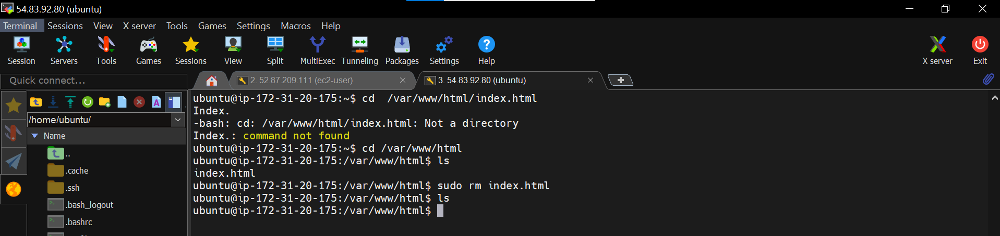 54.83.92.80 (ubuntu)
Terminal Sessions View X server Tools Games Settings Macros Help
Session Servers Tools Games Sessions View Split MultiExec Tunneling Packages Settings Help X server Exit
Quick connect...
2. 52.87.209.111 (ec2-user)
3. 54.83.92.80 (ubuntu)
/home/ubuntu/
Name
..
.cache
.ssh
.bash_logout
.bashrc
ubuntu@ip-172-31-20-175:~$ cd  /var/www/html/index.html
Index.
-bash: cd: /var/www/html/index.html: Not a directory
Index.: command not found
ubuntu@ip-172-31-20-175:~$ cd /var/www/html
ubuntu@ip-172-31-20-175:/var/www/html$ ls
index.html
ubuntu@ip-172-31-20-175:/var/www/html$ sudo rm index.html
ubuntu@ip-172-31-20-175:/var/www/html$ ls
ubuntu@ip-172-31-20-175:/var/www/html$